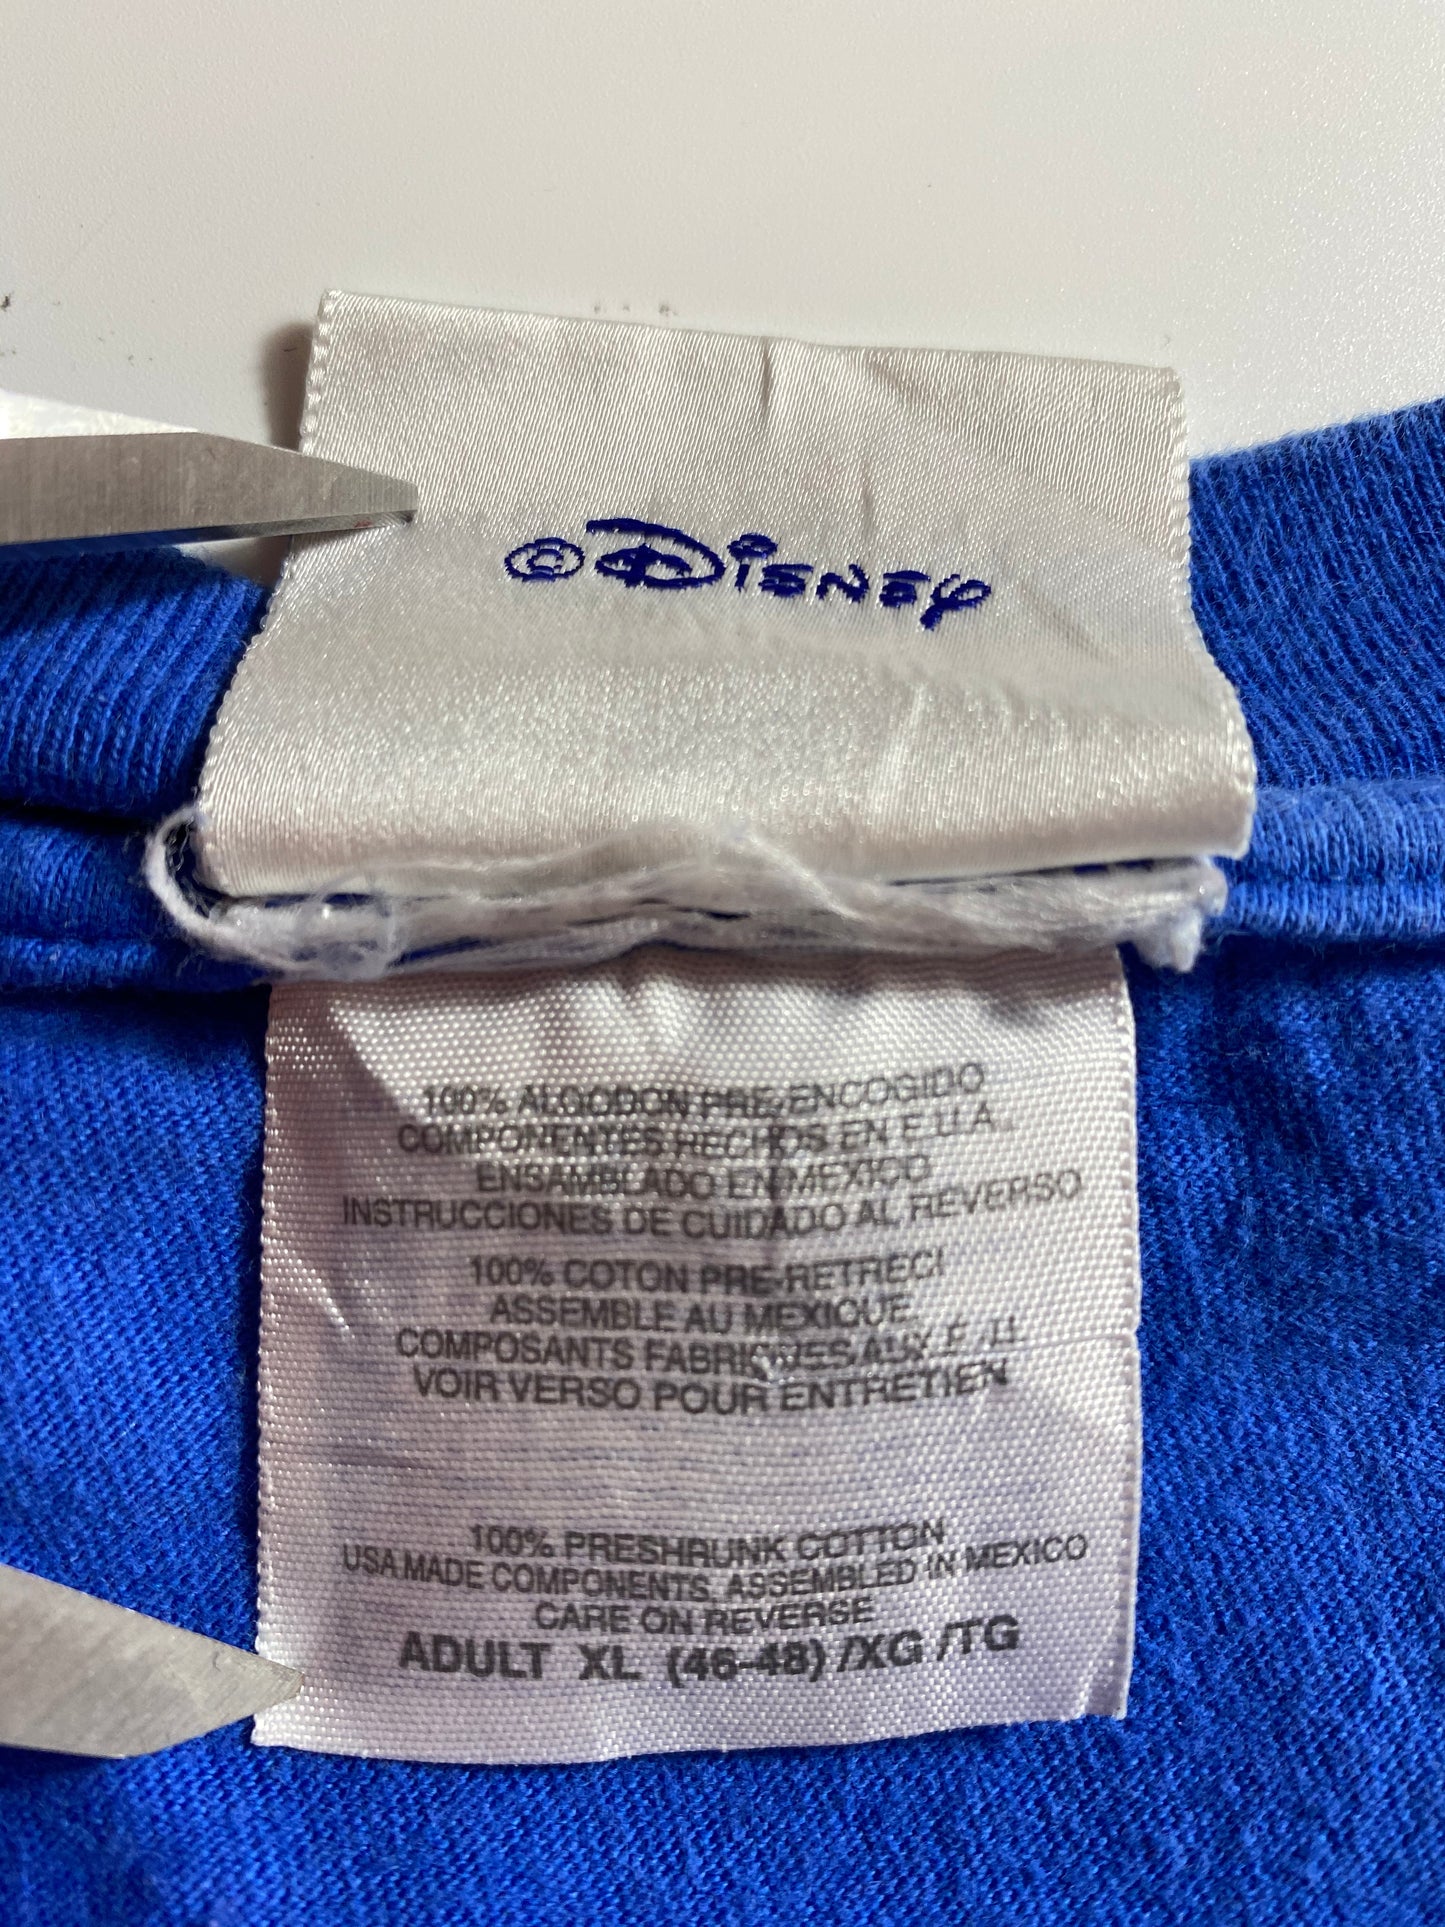 © Disney
100% ALGODON PRE-ENCOGIDO
COMPONENTES HECHOS EN E.U.A.
ENSAMBLADO EN MEXICO
INSTRUCCIONES DE CUIDADO AL REVERSO
100% COTON PRE-RETRECI
ASSEMBLE AU MEXIQUE
COMPOSANTS FABRIQUES AUX E.-U.
VOIR VERSO POUR ENTRETIEN
100% PRESHRUNK COTTON
USA MADE COMPONENTS, ASSEMBLED IN MEXICO
CARE ON REVERSE
ADULT XL (46-48) /XG /TG